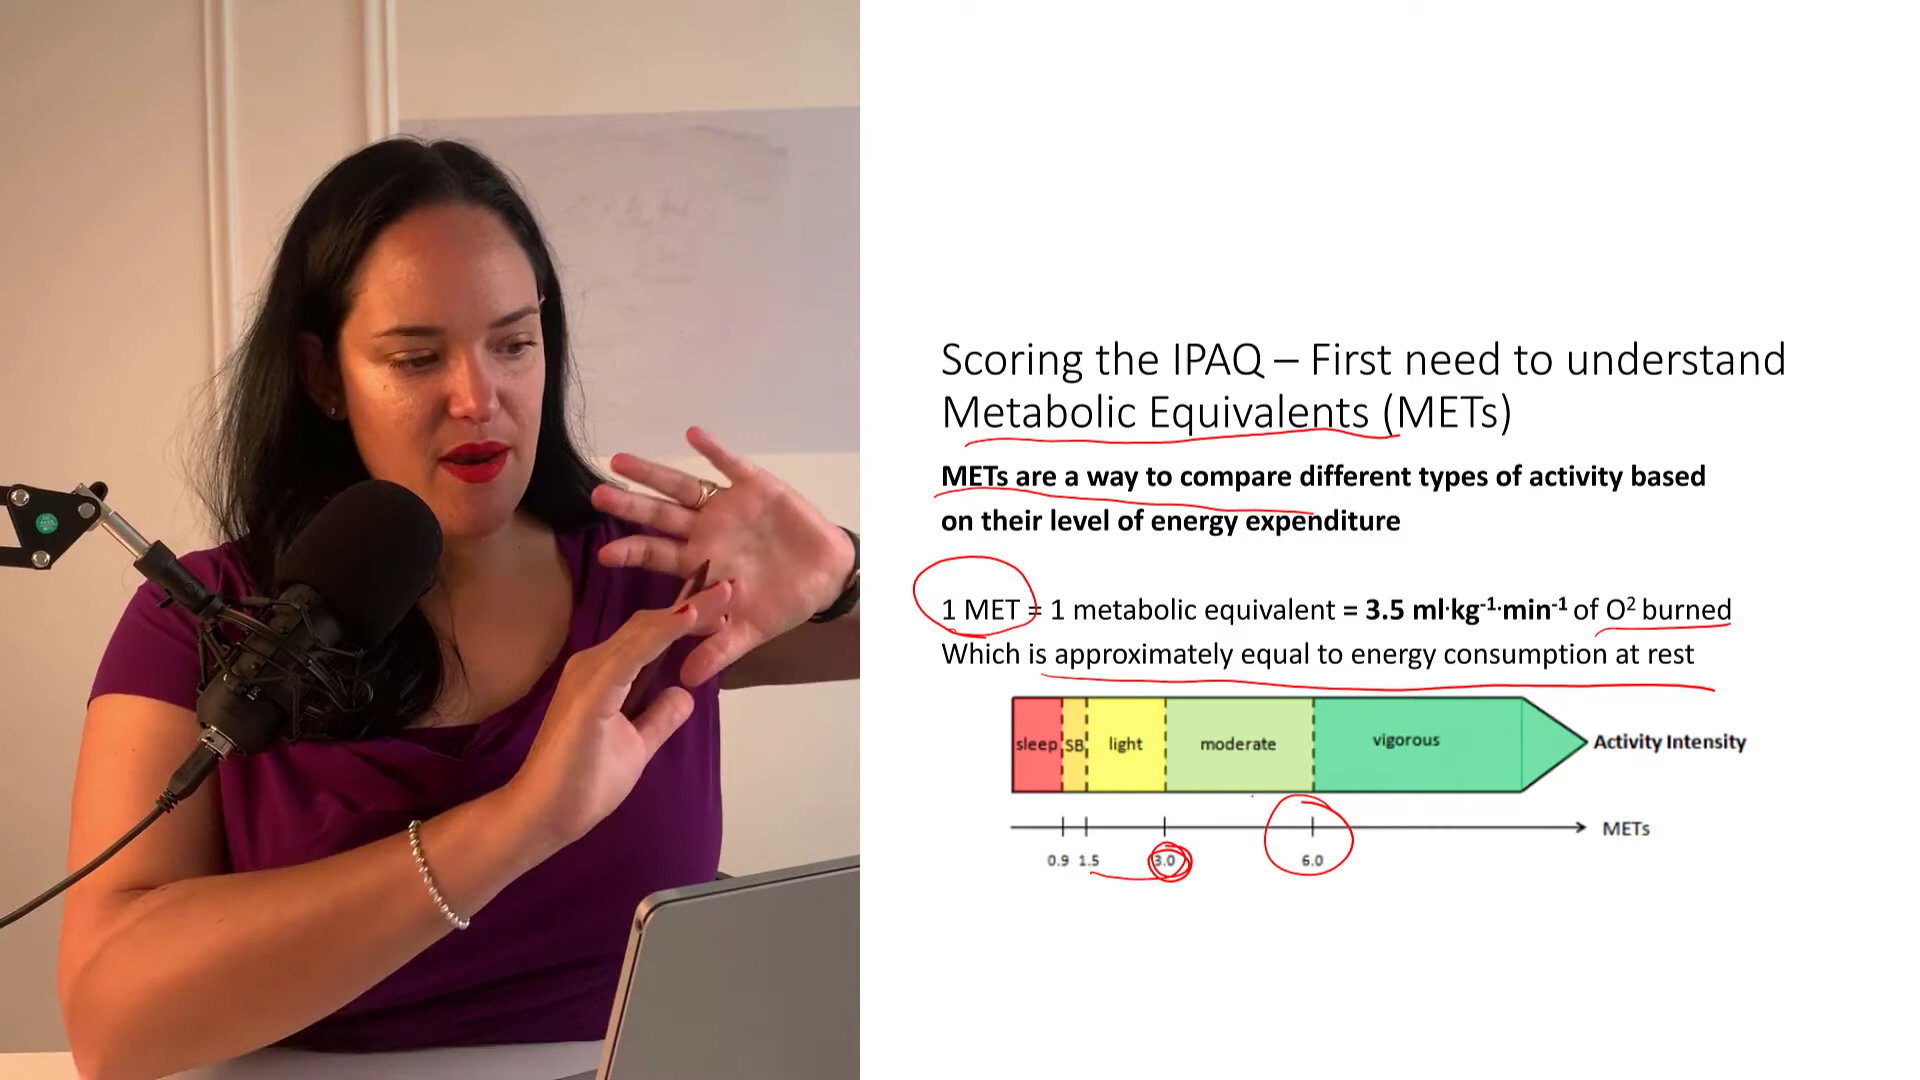 Scoring the IPAQ – First need to understand
Metabolic Equivalents (METs)
METs are a way to compare different types of activity based
on their level of energy expenditure
1 MET = 1 metabolic equivalent = 3.5 ml·kg⁻¹·min⁻¹ of O² burned
Which is approximately equal to energy consumption at rest
sleep SB light moderate vigorous Activity Intensity
METs
0.9 1.5 3.0 6.0